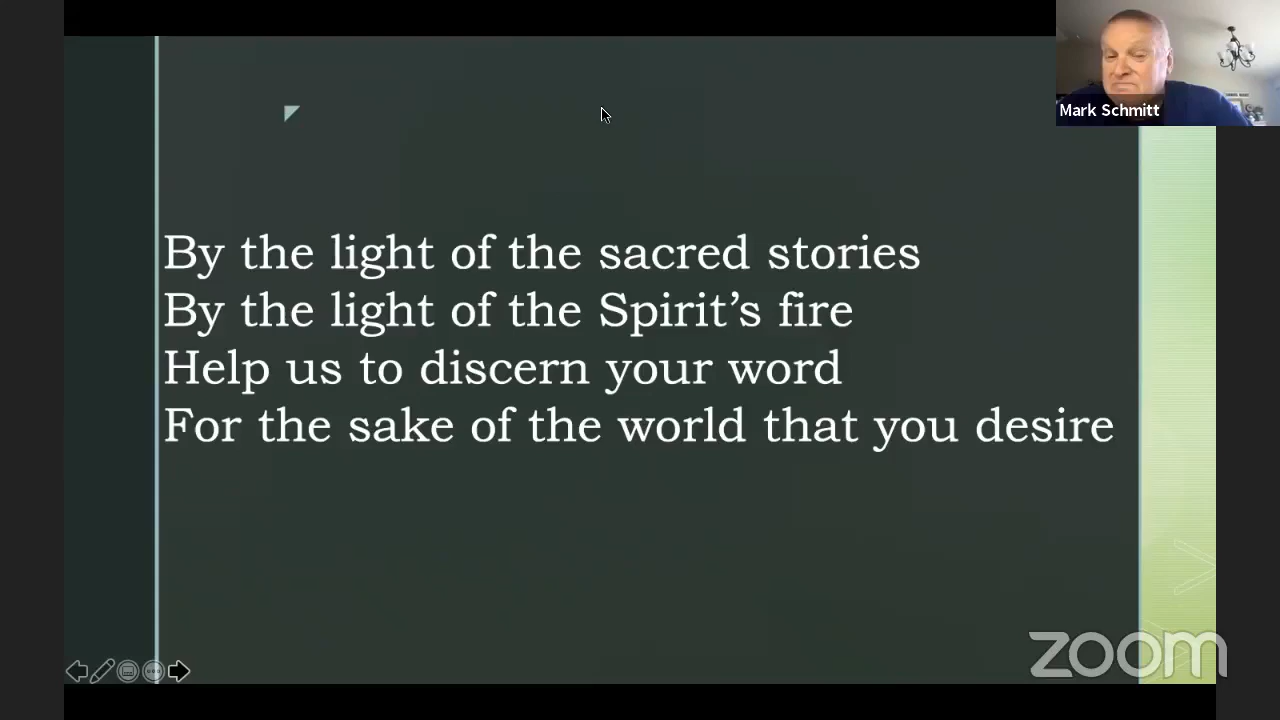 Mark Schmitt
By the light of the sacred stories
By the light of the Spirit’s fire
Help us to discern your word
For the sake of the world that you desire
zoom